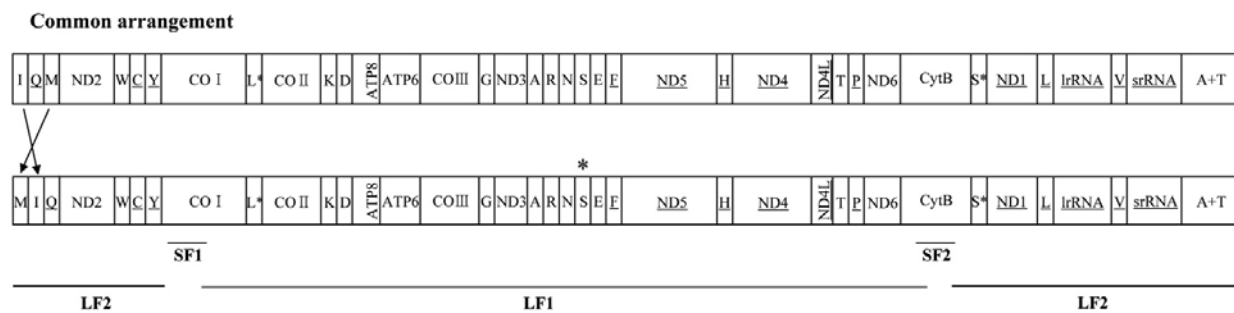 Common arrangement
I Q M ND2 W C Y CO I L* CO II K D ATP8 ATP6 COIII G ND3 A R N S E F ND5 H ND4 ND4L T P ND6 CytB S* ND1 L lrRNA V srRNA A+T
*
M I Q ND2 W C Y CO I L* CO II K D ATP8 ATP6 COIII G ND3 A R N S E F ND5 H ND4 ND4L T P ND6 CytB S* ND1 L lrRNA V srRNA A+T
SF1 SF2
LF2 LF1 LF2